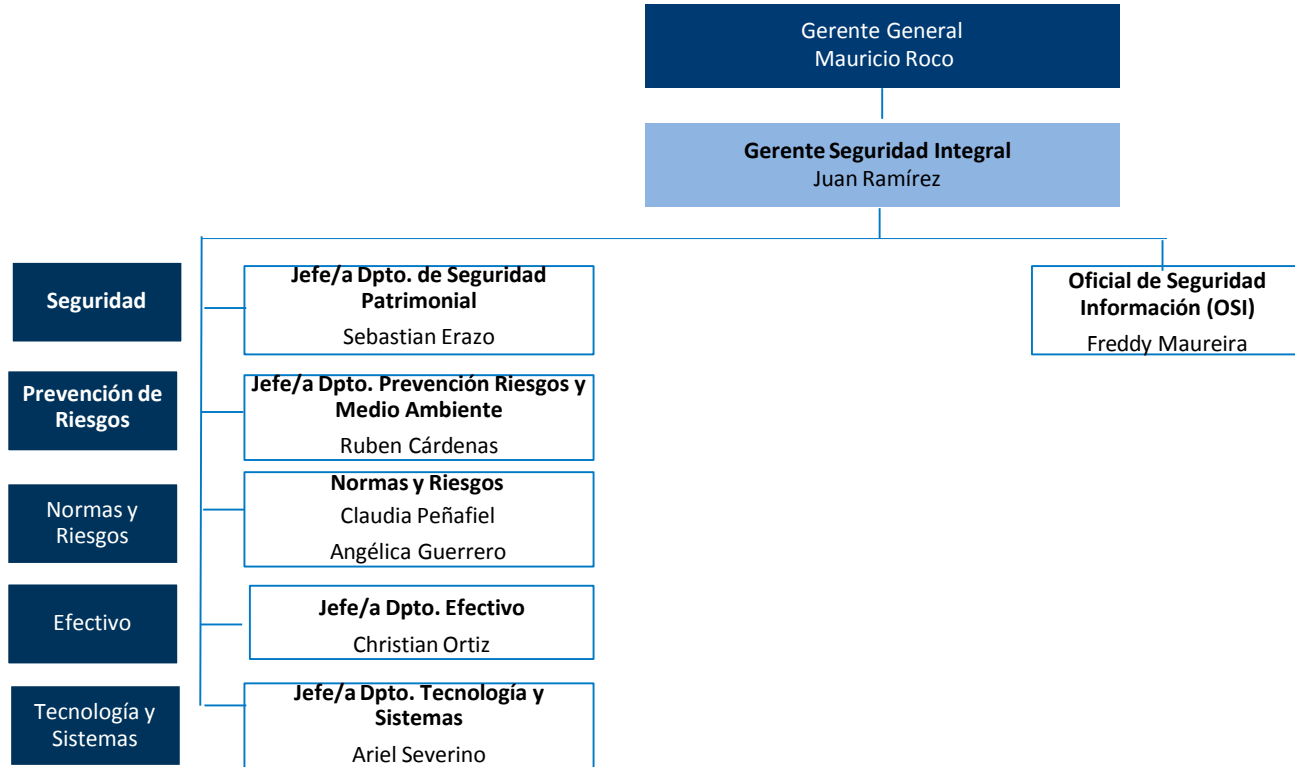 Gerente General
Mauricio Roco
Gerente Seguridad Integral
Juan Ramírez
Seguridad
Jefe/a Dpto. de Seguridad
Patrimonial
Sebastian Erazo
Oficial de Seguridad
Información (OSI)
Freddy Maureira
Prevención de
Riesgos
Jefe/a Dpto. Prevención Riesgos y
Medio Ambiente
Ruben Cárdenas
Normas y
Riesgos
Normas y Riesgos
Claudia Peñafiel
Angélica Guerrero
Efectivo
Jefe/a Dpto. Efectivo
Christian Ortiz
Tecnología y
Sistemas
Jefe/a Dpto. Tecnología y
Sistemas
Ariel Severino